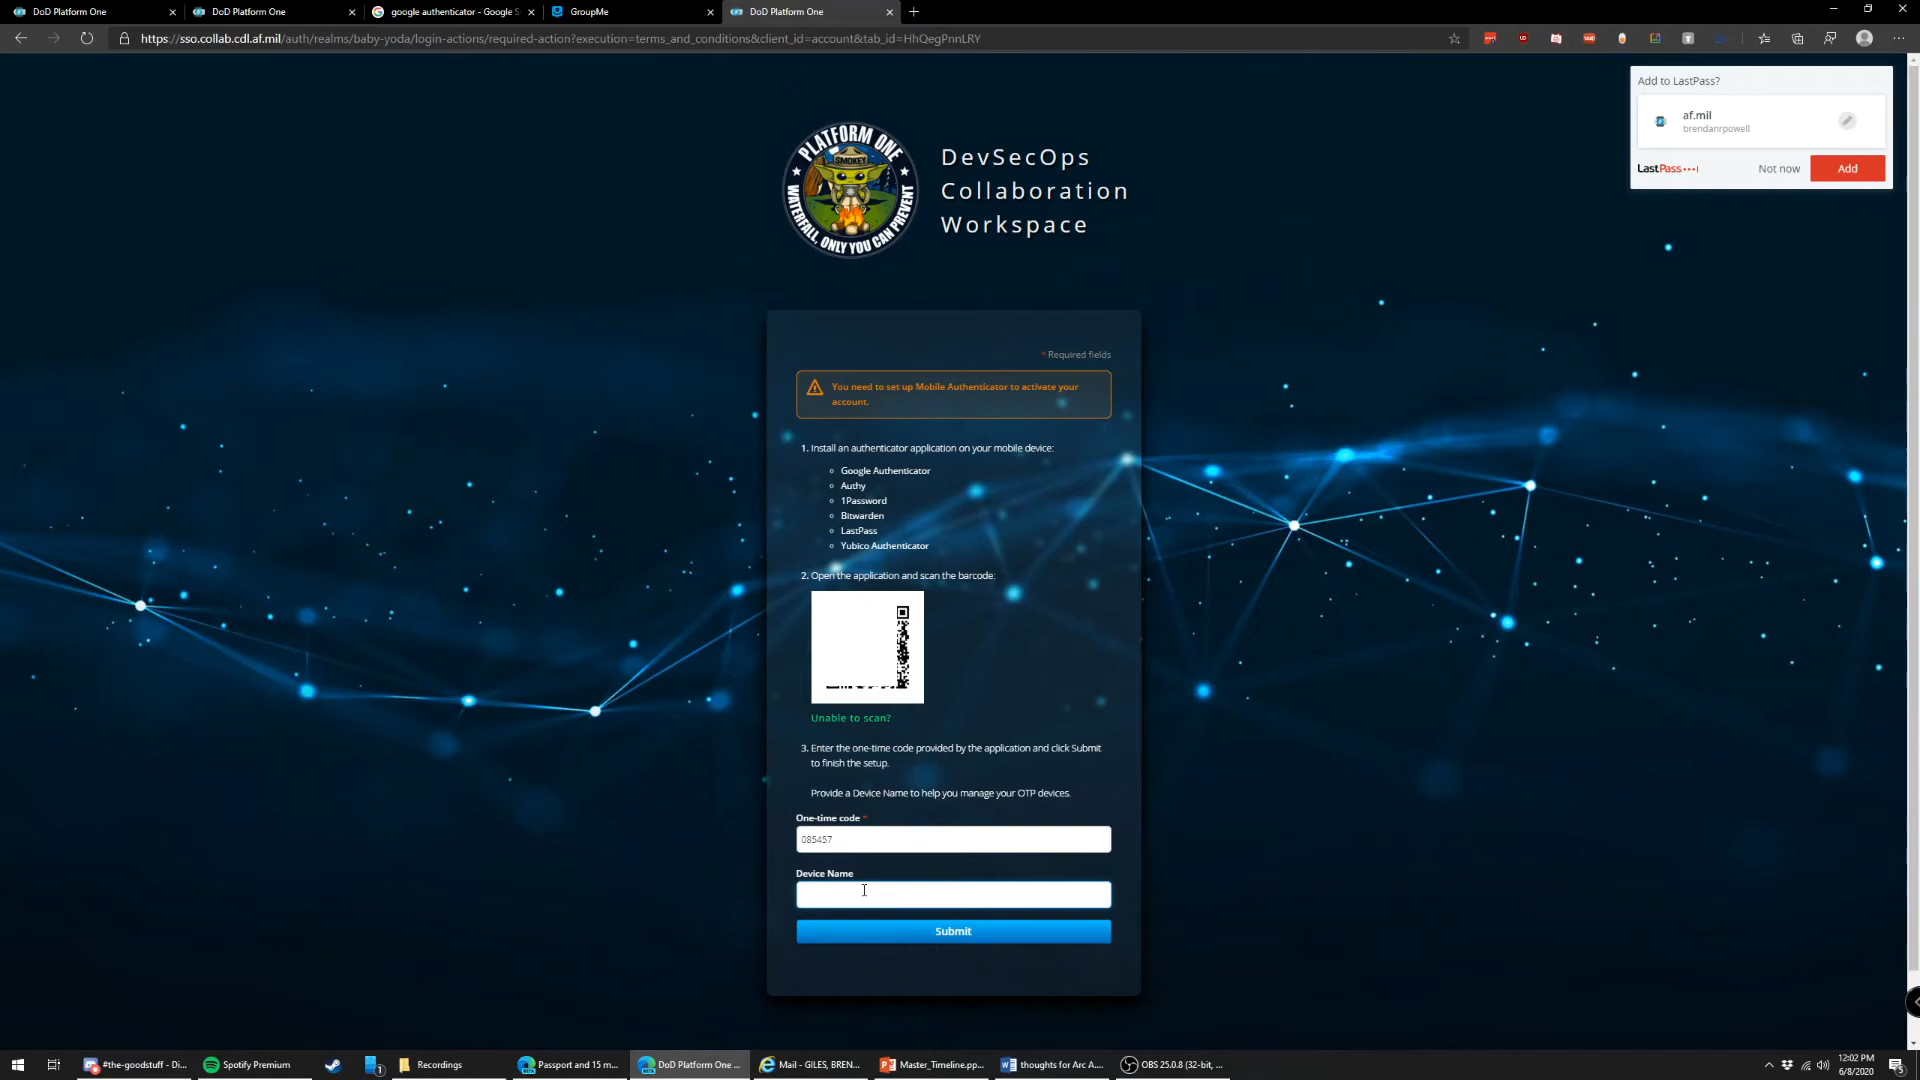 DoD Platform One
DoD Platform One
google authenticator - Google S
GroupMe
DoD Platform One
https://sso.collab.cdl.af.mil/auth/realms/baby-yoda/login-actions/required-action?execution=terms_and_conditions&client_id=account&tab_id=HhQegPnnLRY
Add to LastPass?
af.mil
brendanrpowell
LastPass
Not now
Add
PLATFORM ONE
SMOKEY
WATERFALL, ONLY YOU CAN PREVENT
DevSecOps
Collaboration
Workspace
* Required fields
You need to set up Mobile Authenticator to activate your
account.
1. Install an authenticator application on your mobile device:
Google Authenticator
Authy
1Password
Bitwarden
LastPass
Yubico Authenticator
2. Open the application and scan the barcode:
Unable to scan?
3. Enter the one-time code provided by the application and click Submit
to finish the setup.
Provide a Device Name to help you manage your OTP devices.
One-time code *
085457
Device Name
Submit
#the-goodstuff - Di...
Spotify Premium
1
Recordings
Passport and 15 m...
DoD Platform One ...
Mail - GILES, BREN...
Master_Timeline.pp...
thoughts for Arc A...
OBS 25.0.8 (32-bit, ...
12:02 PM
6/8/2020
5